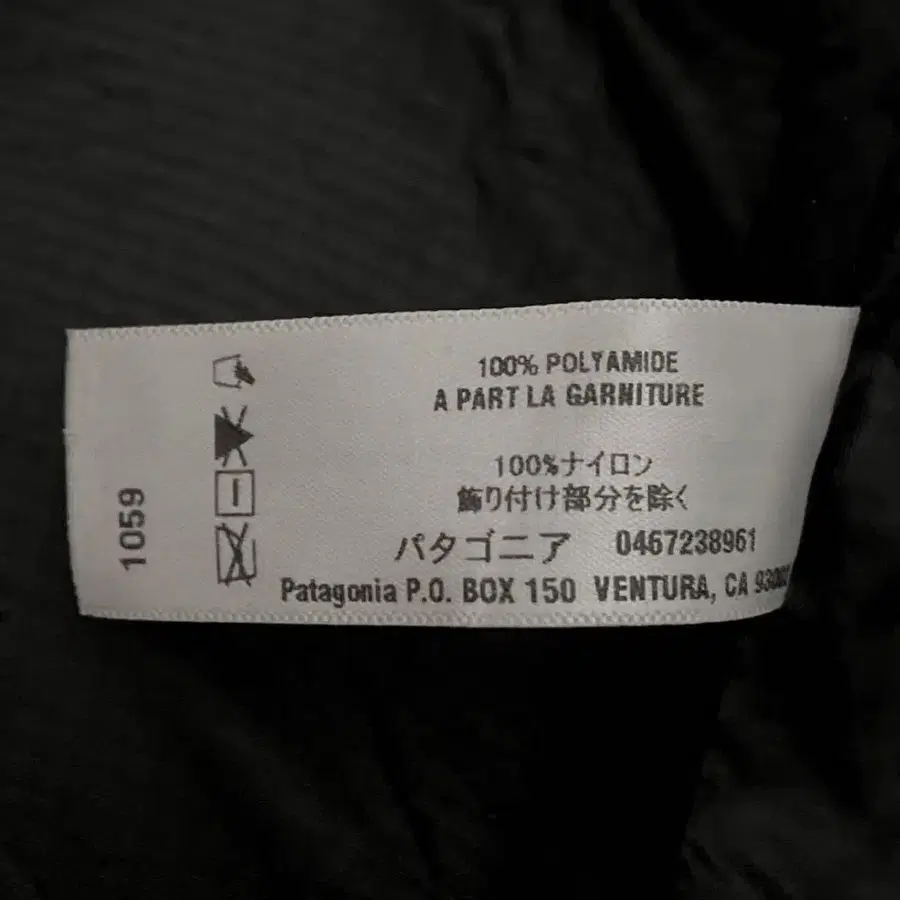 100% POLYAMIDE
A PART LA GARNITURE
100%ナイロン
飾り付け部分を除く
パタゴニア 0467238961
Patagonia P.O. BOX 150 VENTURA, CA
1059